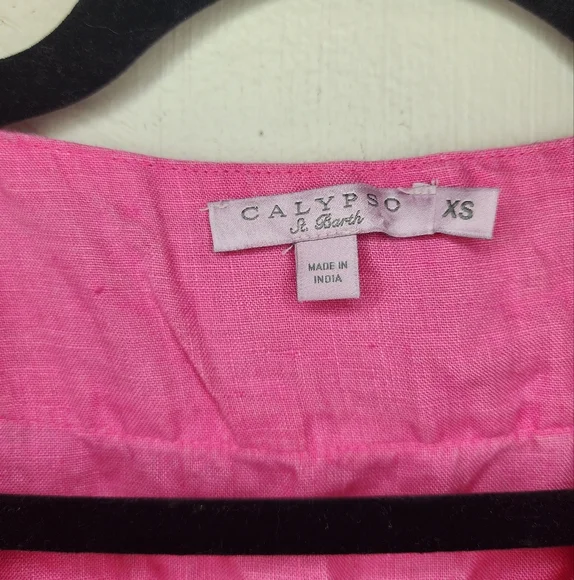 CALYPSO XS
St. Barth
MADE IN
INDIA